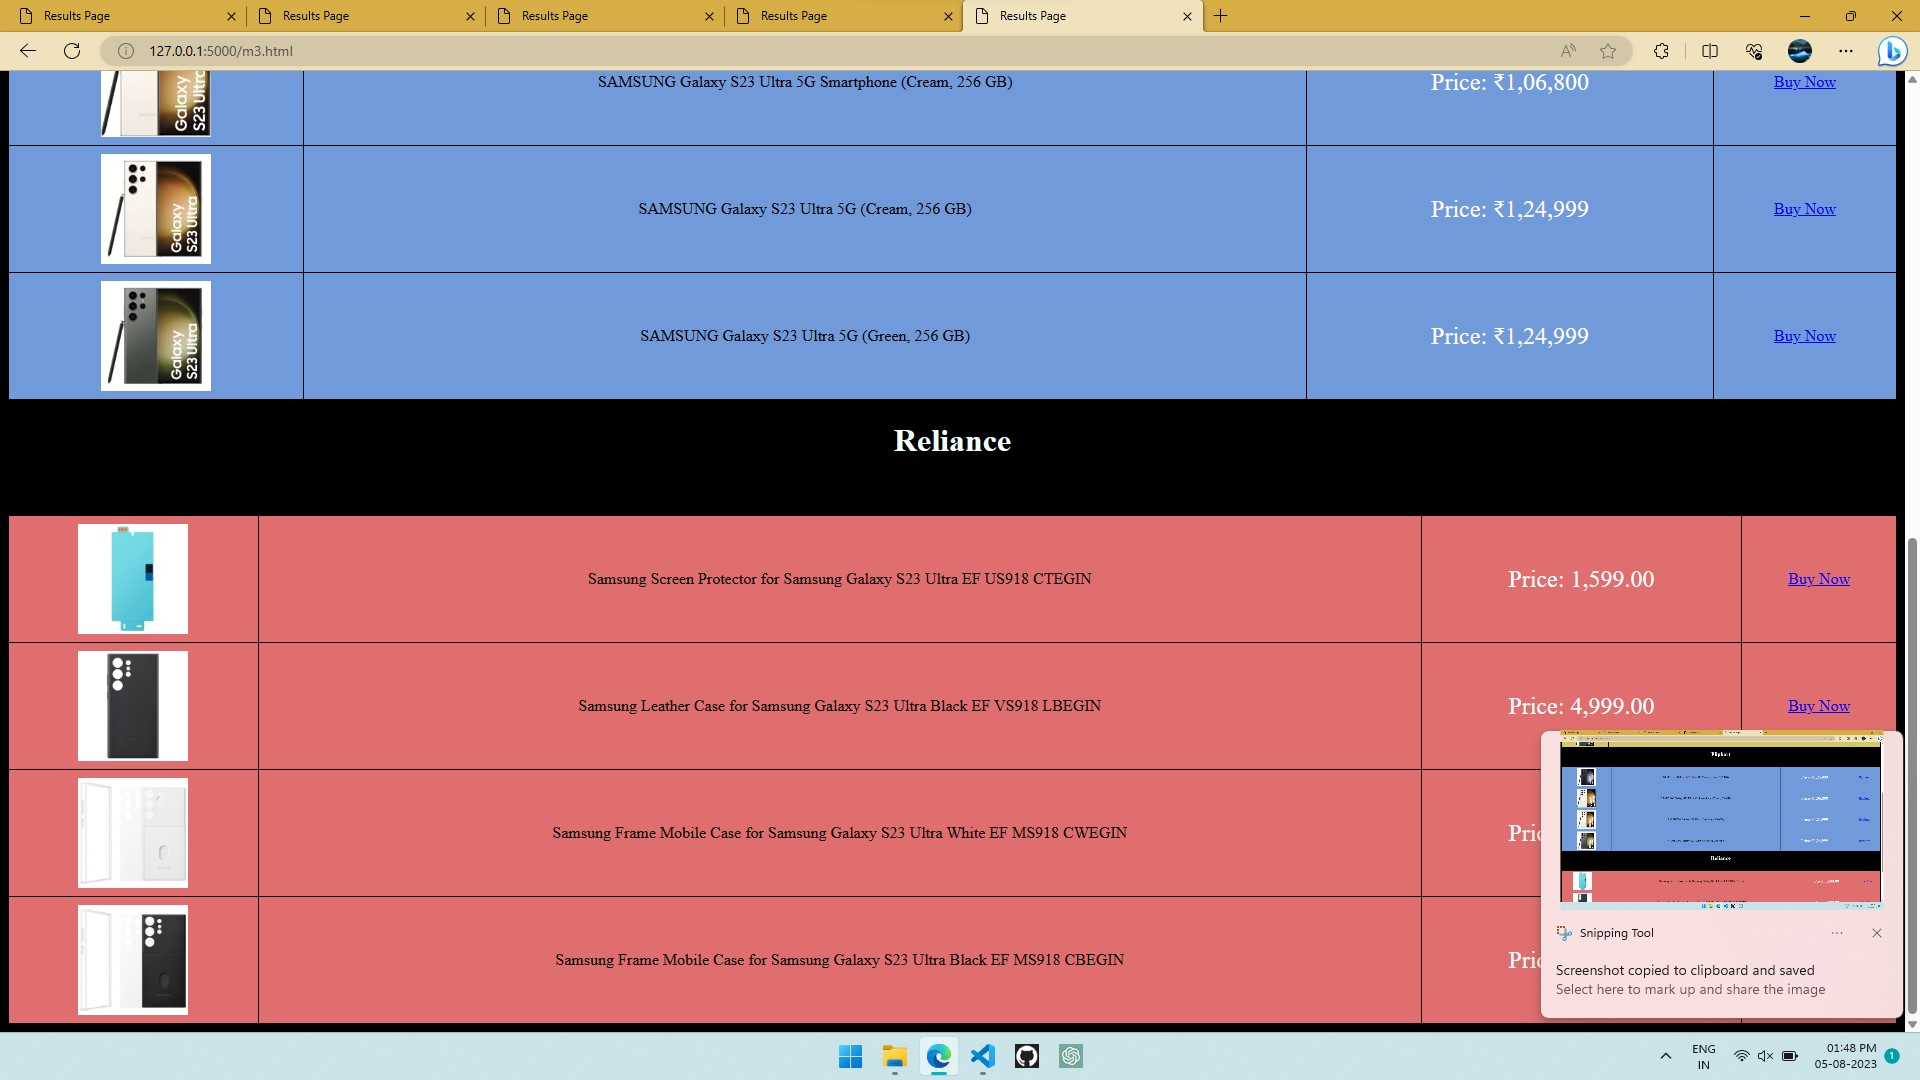 Results Page
Results Page
Results Page
Results Page
Results Page
127.0.0.1:5000/m3.html
Galaxy
S23 Ultra
SAMSUNG Galaxy S23 Ultra 5G Smartphone (Cream, 256 GB)
Price: ₹1,06,800
Buy Now
Galaxy
S23 Ultra
SAMSUNG Galaxy S23 Ultra 5G (Cream, 256 GB)
Price: ₹1,24,999
Buy Now
Galaxy
S23 Ultra
SAMSUNG Galaxy S23 Ultra 5G (Green, 256 GB)
Price: ₹1,24,999
Buy Now
Reliance
Samsung Screen Protector for Samsung Galaxy S23 Ultra EF US918 CTEGIN
Price: 1,599.00
Buy Now
Samsung Leather Case for Samsung Galaxy S23 Ultra Black EF VS918 LBEGIN
Price: 4,999.00
Buy Now
Samsung Frame Mobile Case for Samsung Galaxy S23 Ultra White EF MS918 CWEGIN
Samsung Frame Mobile Case for Samsung Galaxy S23 Ultra Black EF MS918 CBEGIN
Flipkart
Reliance
Snipping Tool
Screenshot copied to clipboard and saved
Select here to mark up and share the image
ENG
IN
01:48 PM
05-08-2023
1